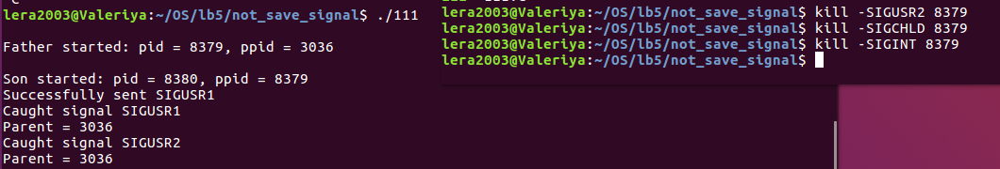 lera2003@Valeriya:~/OS/lb5/not_save_signal$ ./111
Father started: pid = 8379, ppid = 3036
Son started: pid = 8380, ppid = 8379
Successfully sent SIGUSR1
Caught signal SIGUSR1
Parent = 3036
Caught signal SIGUSR2
Parent = 3036
lera2003@Valeriya:~/OS/lb5/not_save_signal$ kill -SIGUSR2 8379
lera2003@Valeriya:~/OS/lb5/not_save_signal$ kill -SIGCHLD 8379
lera2003@Valeriya:~/OS/lb5/not_save_signal$ kill -SIGINT 8379
lera2003@Valeriya:~/OS/lb5/not_save_signal$